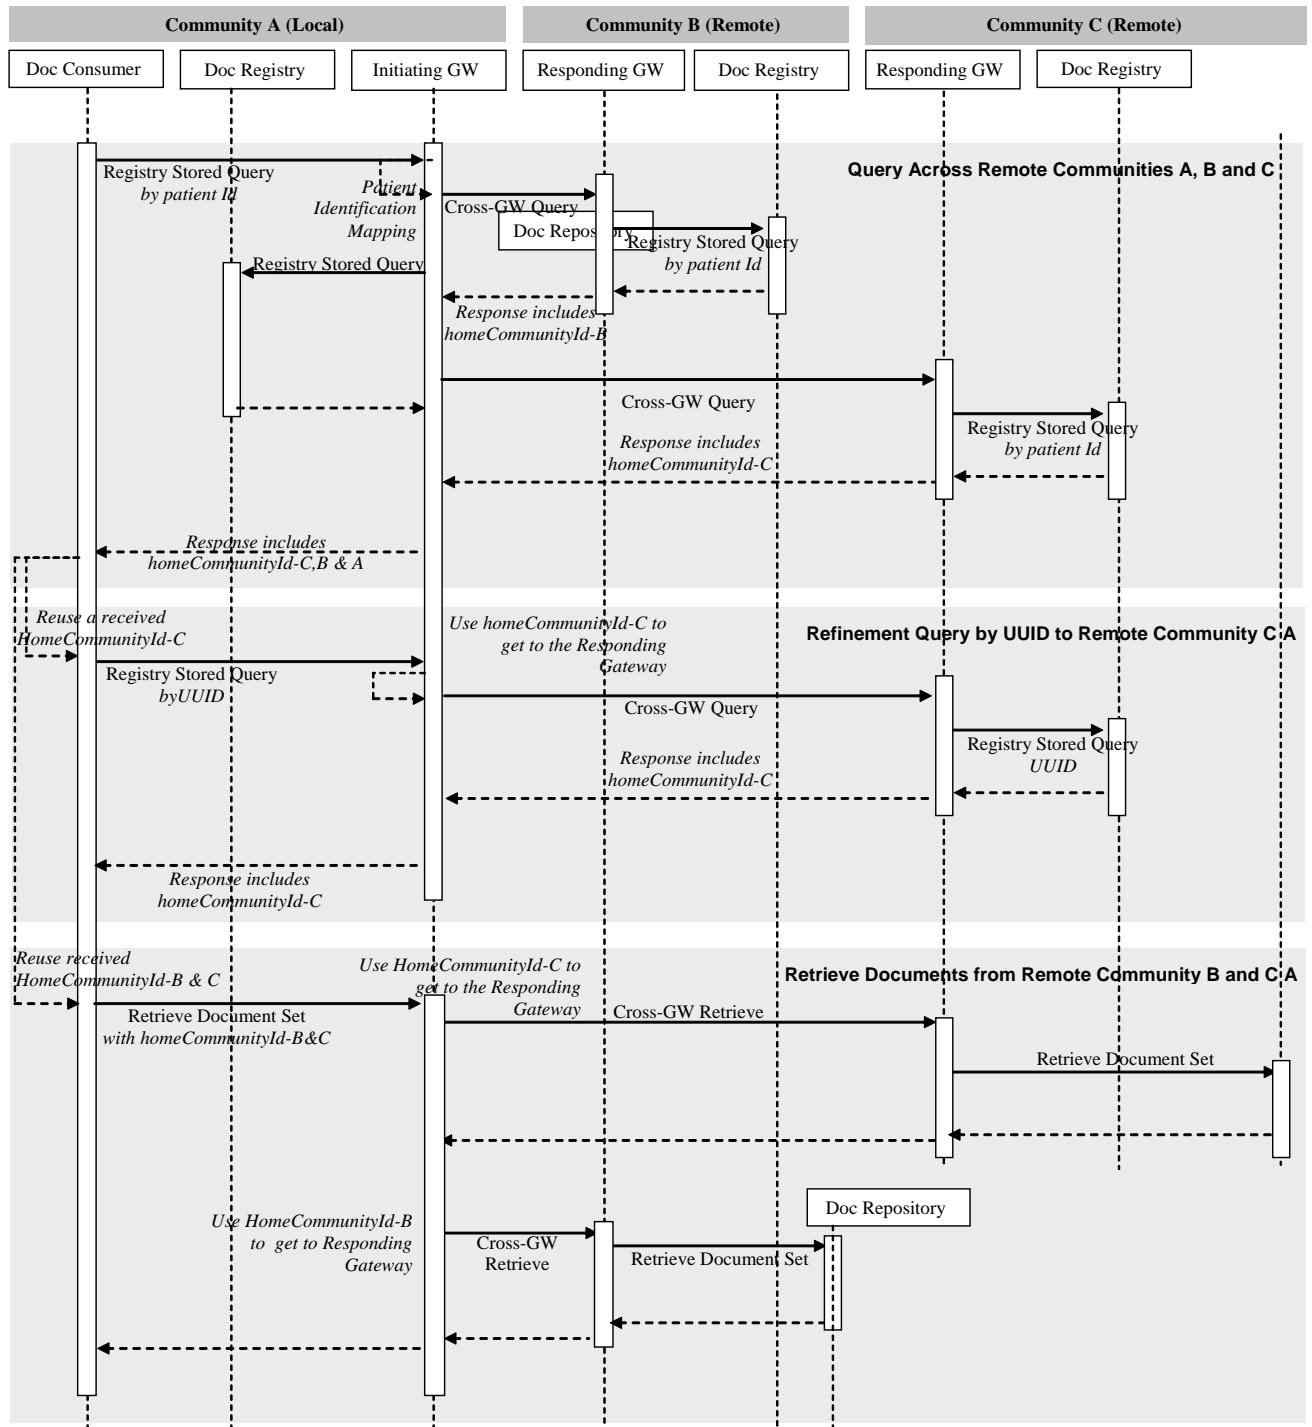 Community A (Local)
Community B (Remote)
Community C (Remote)
Doc Consumer
Doc Registry
Initiating GW
Responding GW
Doc Registry
Responding GW
Doc Registry
Query Across Remote Communities A, B and C
Registry Stored Query
by patient Id
Patient
Identification
Mapping
Cross-GW Query
Doc Repository
Registry Stored Query
by patient Id
Registry Stored Query
Response includes
homeCommunityId-B
Cross-GW Query
Registry Stored Query
by patient Id
Response includes
homeCommunityId-C
Response includes
homeCommunityId-C,B & A
Reuse a received
HomeCommunityId-C
Use homeCommunityId-C to
get to the Responding
Gateway
Refinement Query by UUID to Remote Community C A
Registry Stored Query
byUUID
Cross-GW Query
Registry Stored Query
UUID
Response includes
homeCommunityId-C
Response includes
homeCommunityId-C
Reuse received
HomeCommunityId-B & C
Use HomeCommunityId-C to
get to the Responding
Gateway
Retrieve Documents from Remote Community B and C A
Retrieve Document Set
with homeCommunityId-B&C
Cross-GW Retrieve
Retrieve Document Set
Doc Repository
Use HomeCommunityId-B
to get to Responding
Gateway
Cross-GW
Retrieve
Retrieve Document Set